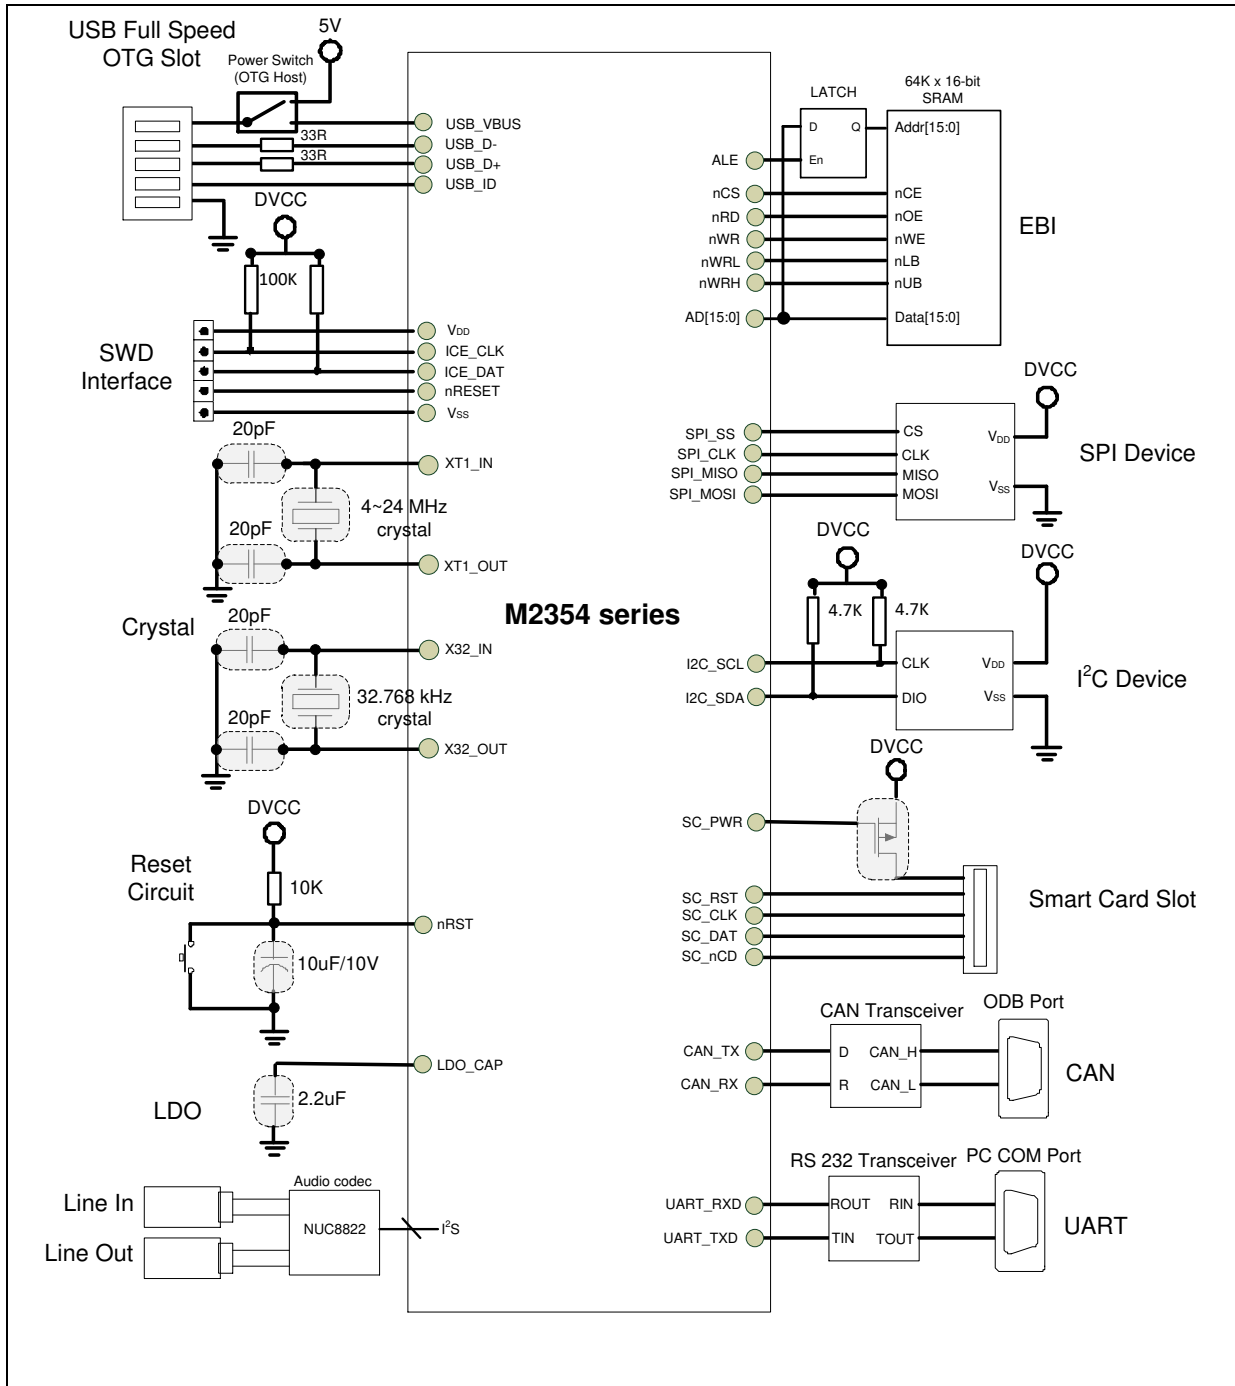 USB Full Speed
OTG Slot
5V
Power Switch
(OTG Host)
33R
33R
USB_VBUS
USB_D-
USB_D+
USB_ID
DVCC
100K
SWD
Interface
VDD
ICE_CLK
ICE_DAT
nRESET
VSS
20pF
XT1_IN
4~24 MHz
crystal
20pF
XT1_OUT
Crystal
20pF
X32_IN
32.768 kHz
crystal
20pF
X32_OUT
DVCC
Reset
Circuit
10K
nRST
10uF/10V
LDO_CAP
2.2uF
LDO
Line In
Line Out
Audio codec
NUC8822
I²S
M2354 series
LATCH
64K x 16-bit
SRAM
D
Q
En
Addr[15:0]
ALE
nCS
nCE
nRD
nOE
nWR
nWE
nWRL
nLB
nWRH
nUB
AD[15:0]
Data[15:0]
EBI
DVCC
SPI_SS
CS
SPI_CLK
CLK
SPI_MISO
MISO
SPI_MOSI
MOSI
VDD
VSS
SPI Device
DVCC
4.7K
4.7K
DVCC
I2C_SCL
CLK
I2C_SDA
DIO
VDD
VSS
I²C Device
DVCC
SC_PWR
SC_RST
SC_CLK
SC_DAT
SC_nCD
Smart Card Slot
CAN Transceiver
ODB Port
CAN_TX
D
CAN_H
CAN_RX
R
CAN_L
CAN
RS 232 Transceiver
PC COM Port
UART_RXD
ROUT
RIN
UART_TXD
TIN
TOUT
UART